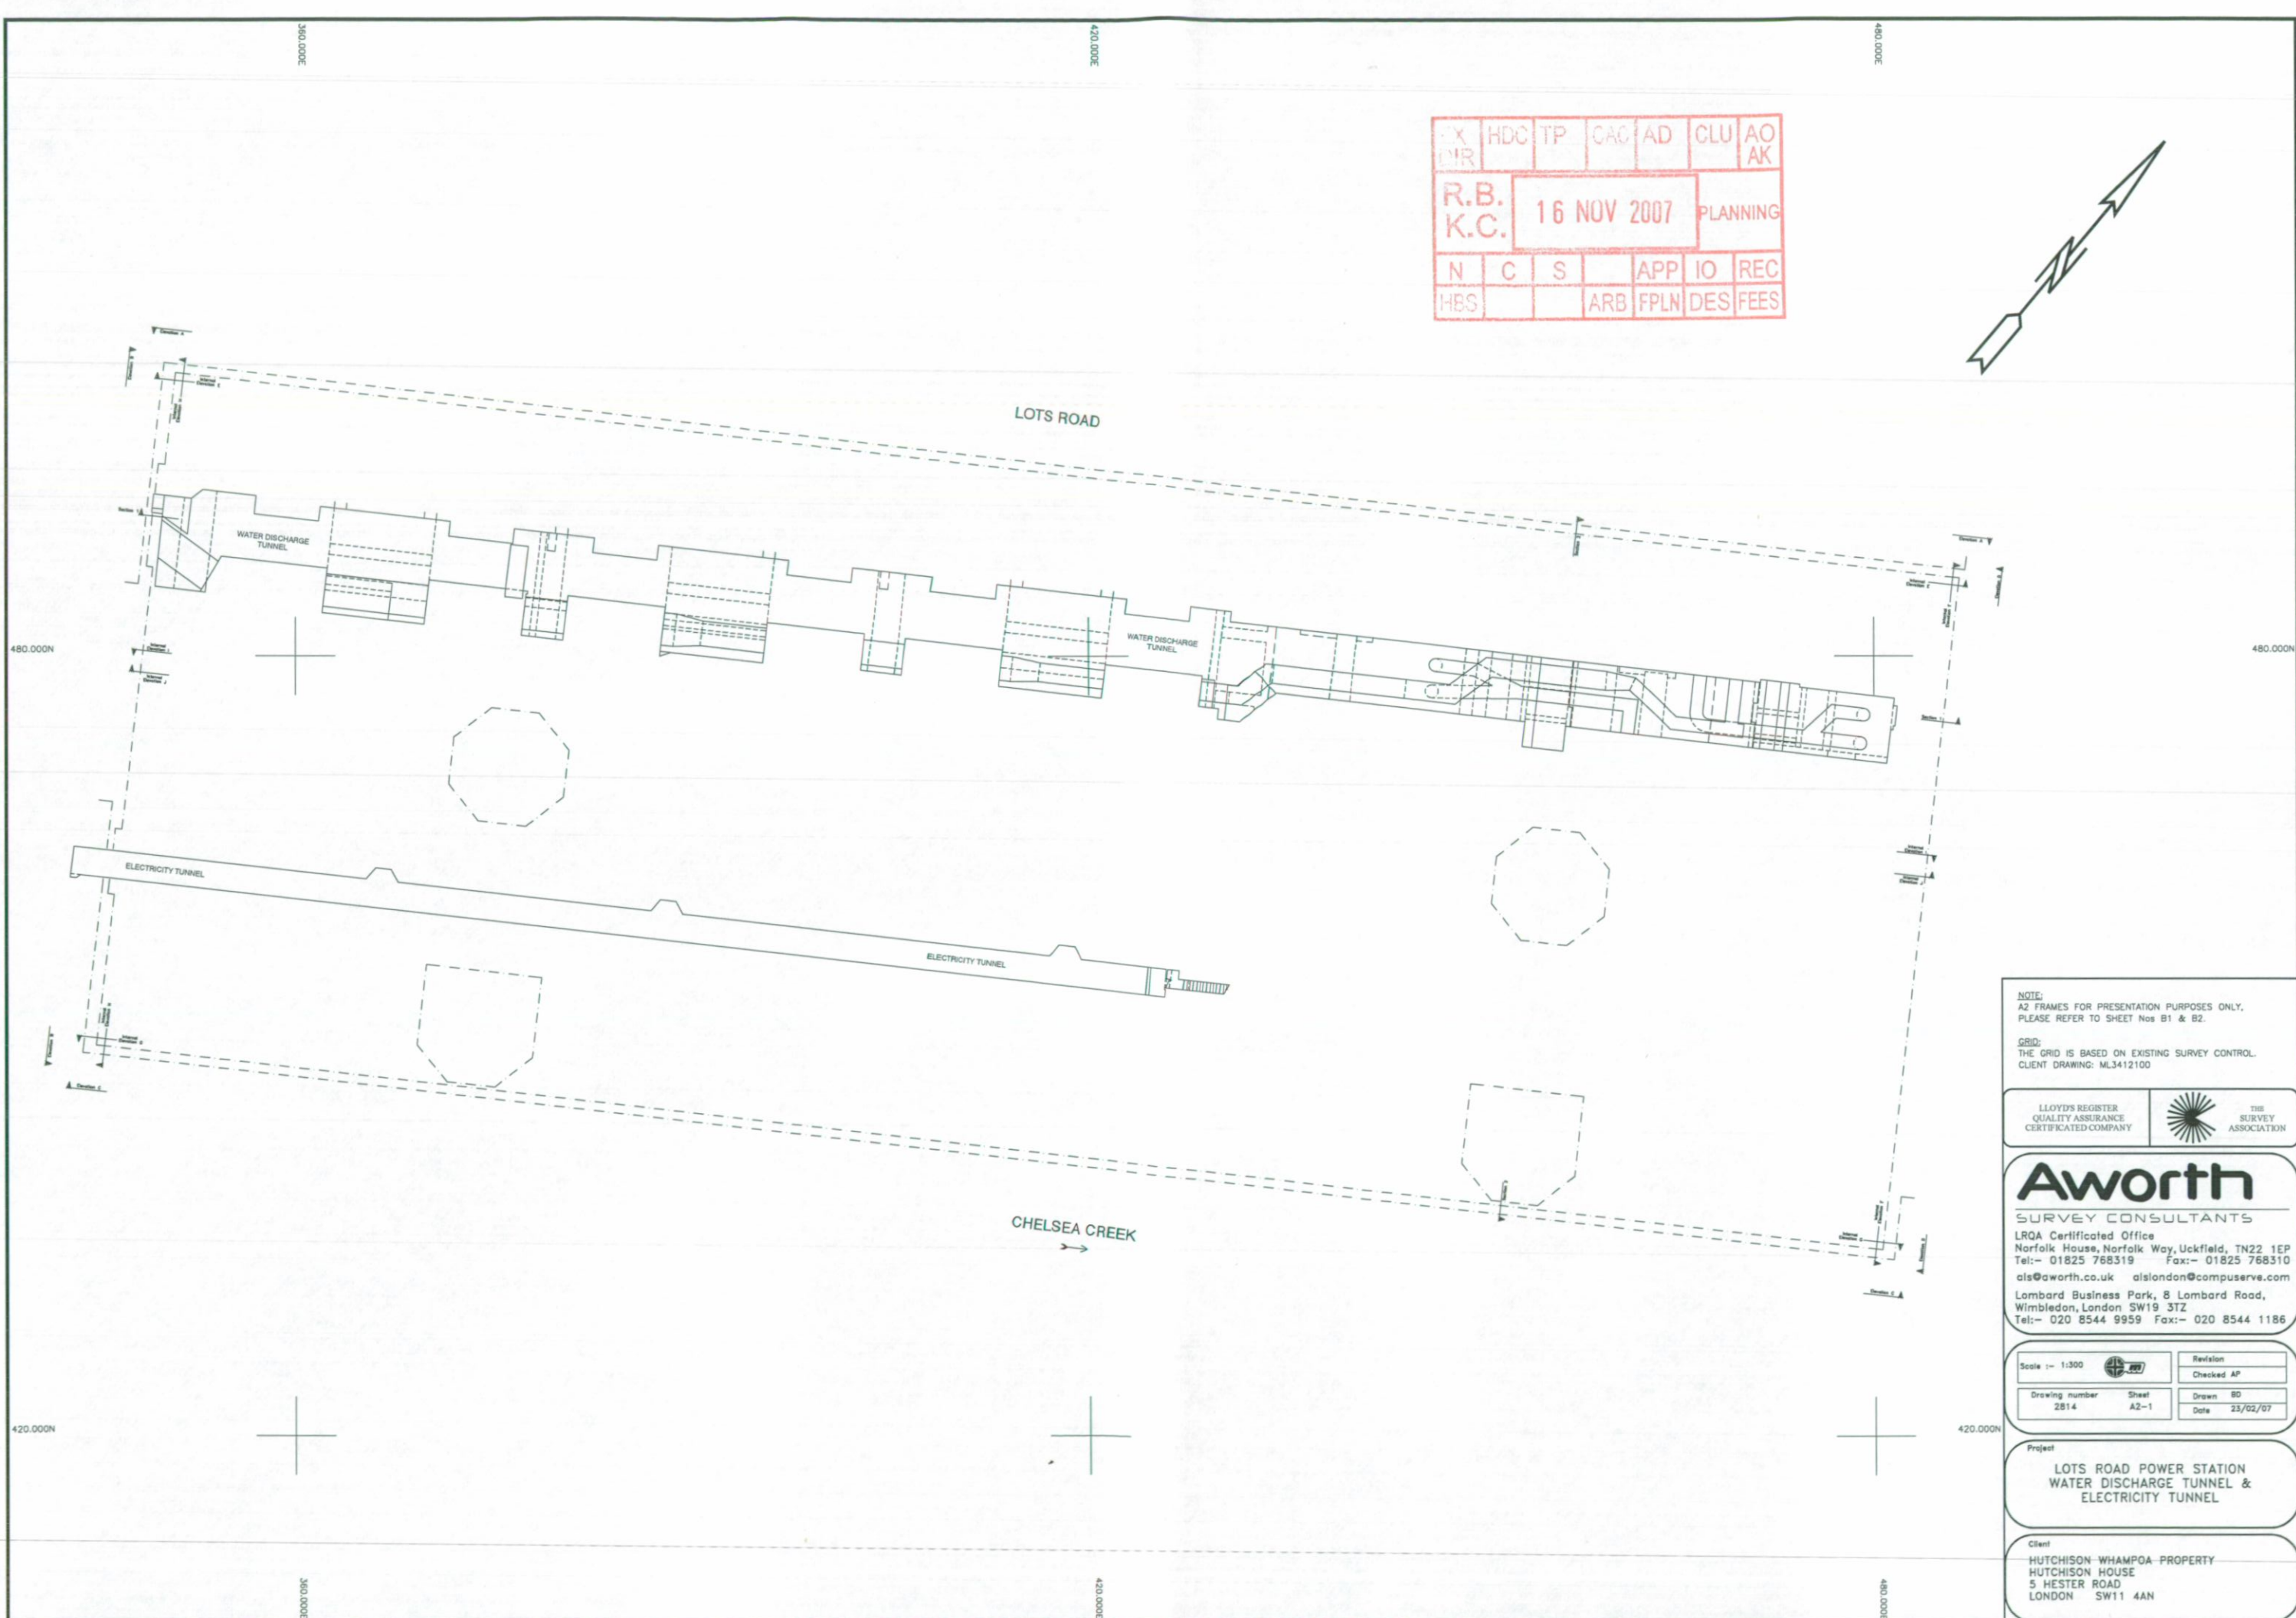 360.000E
420.000E
480.000E
HDC TP CAC AD CLU AO
DIR AK
R.B.
K.C.
16 NOV 2007
PLANNING
N C S APP IO REC
HBS ARB FPLN DES FEES
LOTS ROAD
WATER DISCHARGE
TUNNEL
WATER DISCHARGE
TUNNEL
480.000N
480.000N
ELECTRICITY TUNNEL
ELECTRICITY TUNNEL
CHELSEA CREEK
420.000N
420.000N
360.000E
420.000E
480.000E
NOTE:
A2 FRAMES FOR PRESENTATION PURPOSES ONLY,
PLEASE REFER TO SHEET Nos B1 & B2.
GRID:
THE GRID IS BASED ON EXISTING SURVEY CONTROL.
CLIENT DRAWING: ML3412100
LLOYD'S REGISTER
QUALITY ASSURANCE
CERTIFICATED COMPANY
THE
SURVEY
ASSOCIATION
Aworth
SURVEY CONSULTANTS
LRQA Certificated Office
Norfolk House, Norfolk Way, Uckfield, TN22 1EP
Tel:- 01825 768319 Fax:- 01825 768310
als@aworth.co.uk alslondon@compuserve.com
Lombard Business Park, 8 Lombard Road,
Wimbledon, London SW19 3TZ
Tel:- 020 8544 9959 Fax:- 020 8544 1186
Scale :- 1:300
Revision
Checked AP
Drawing number Sheet
2814 A2-1
Drawn BD
Date 23/02/07
Project
LOTS ROAD POWER STATION
WATER DISCHARGE TUNNEL &
ELECTRICITY TUNNEL
Client
HUTCHISON WHAMPOA PROPERTY
HUTCHISON HOUSE
5 HESTER ROAD
LONDON SW11 4AN